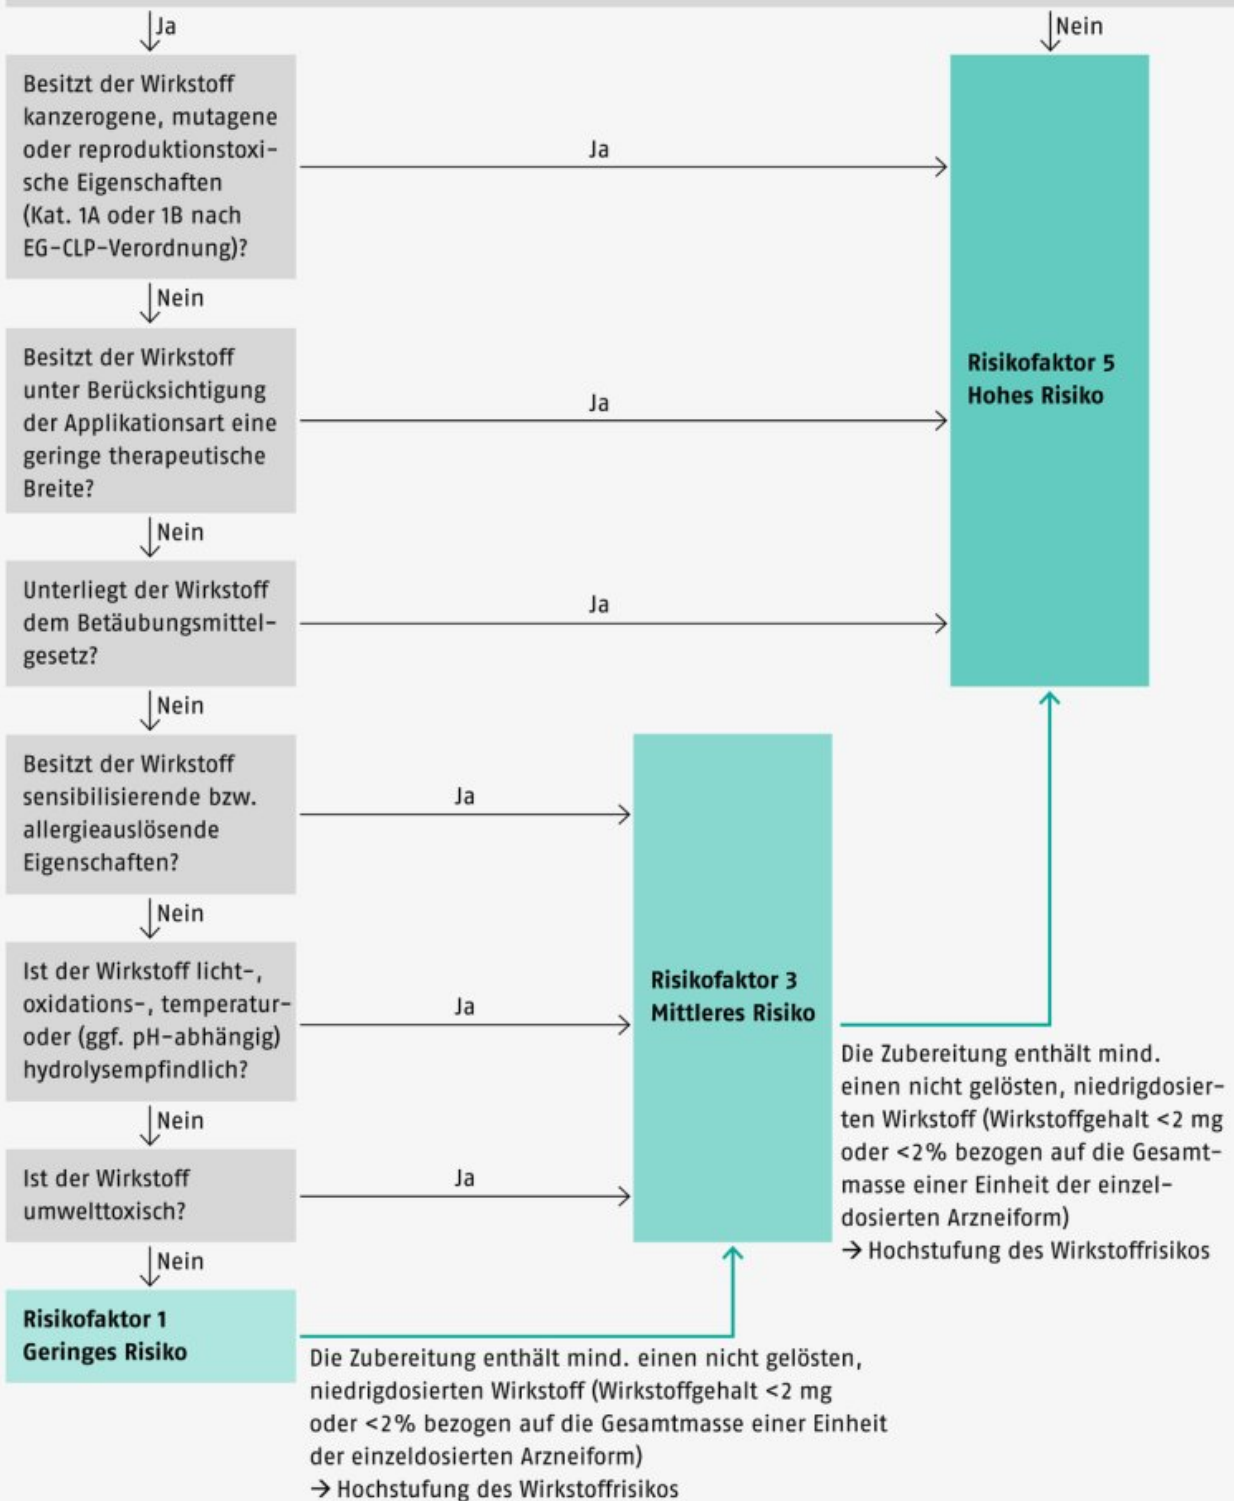 Ja
Nein
Besitzt der Wirkstoff
kanzerogene, mutagene
oder reproduktionstoxi-
sche Eigenschaften
(Kat. 1A oder 1B nach
EG-CLP-Verordnung)?
Ja
Nein
Besitzt der Wirkstoff
unter Berücksichtigung
der Applikationsart eine
geringe therapeutische
Breite?
Ja
Risikofaktor 5
Hohes Risiko
Nein
Unterliegt der Wirkstoff
dem Betäubungsmittel-
gesetz?
Ja
Nein
Besitzt der Wirkstoff
sensibilisierende bzw.
allergieauslösende
Eigenschaften?
Ja
Nein
Ist der Wirkstoff licht-,
oxidations-, temperatur-
oder (ggf. pH-abhängig)
hydrolysempfindlich?
Ja
Risikofaktor 3
Mittleres Risiko
Die Zubereitung enthält mind.
einen nicht gelösten, niedrigdosier-
ten Wirkstoff (Wirkstoffgehalt <2 mg
oder <2% bezogen auf die Gesamt-
masse einer Einheit der einzel-
dosierten Arzneiform)
→ Hochstufung des Wirkstoffrisikos
Nein
Ist der Wirkstoff
umwelttoxisch?
Ja
Nein
Risikofaktor 1
Geringes Risiko
Die Zubereitung enthält mind. einen nicht gelösten,
niedrigdosierten Wirkstoff (Wirkstoffgehalt <2 mg
oder <2% bezogen auf die Gesamtmasse einer Einheit
der einzeldosierten Arzneiform)
→ Hochstufung des Wirkstoffrisikos